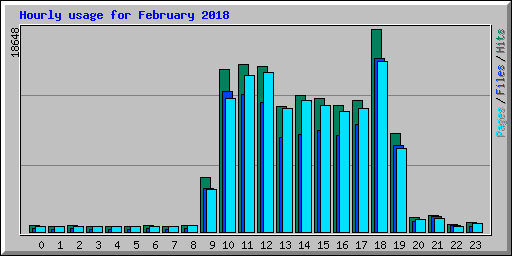 Hourly usage for February 2018
18648
Pages/Files/Hits
0 1 2 3 4 5 6 7 8 9 10 11 12 13 14 15 16 17 18 19 20 21 22 23